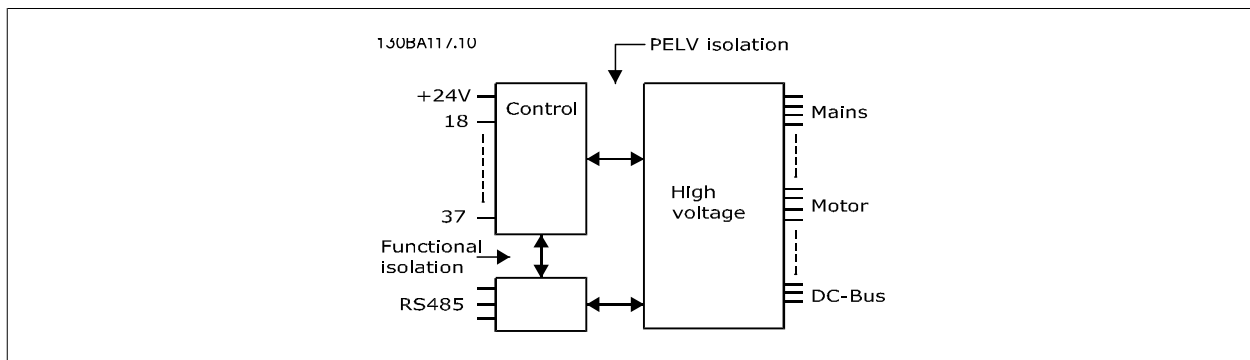 130BA117.10
PELV isolation
+24V
Control
18
Mains
High
voltage
37
Motor
Functional
isolation
RS485
DC-Bus